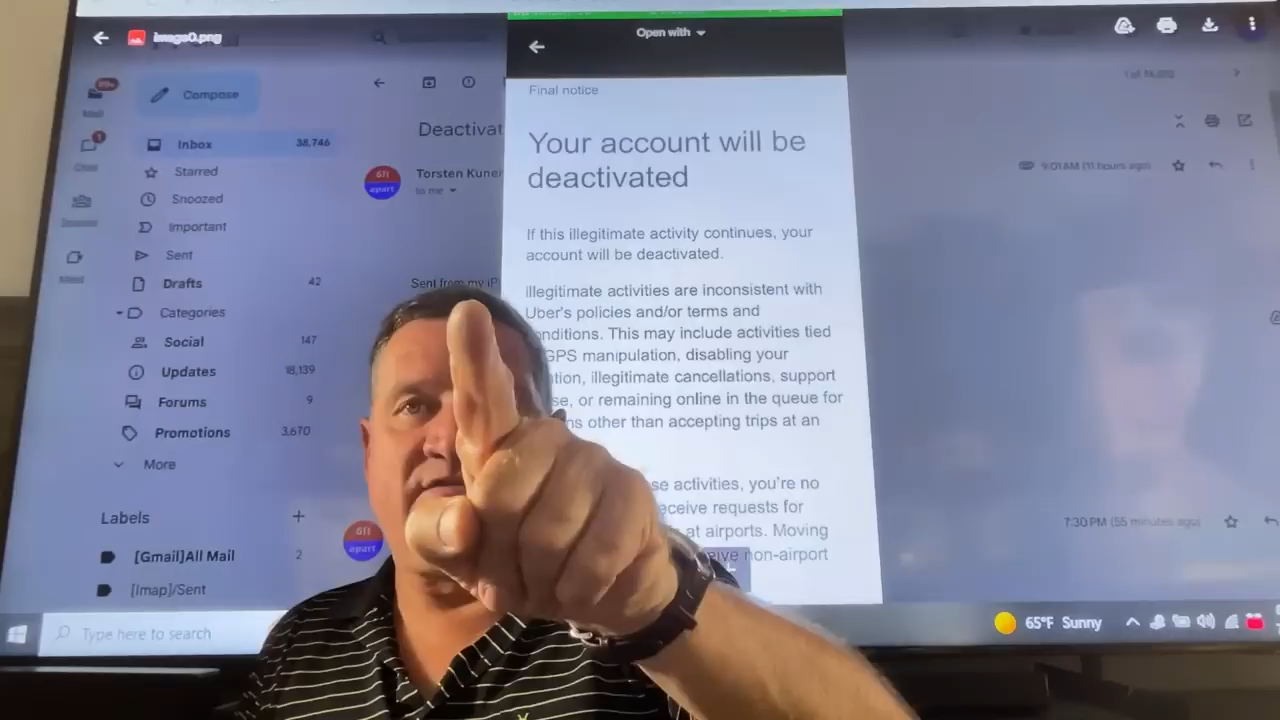 image0.png
Open with
Compose
Mail
Inbox 38,746
Starred
Snoozed
Important
Sent
Drafts 42
Categories
Social 147
Updates 18,139
Forums 9
Promotions 3,670
More
Labels
[Gmail]All Mail 2
[Imap]/Sent
Deactivat
6ft
apart
Torsten
to me
Sent from my iP
6ft
apart
Final notice
Your account will be
deactivated
If this illegitimate activity continues, your
account will be deactivated.
Illegitimate activities are inconsistent with
Uber's policies and/or terms and
onditions. This may include activities tied
GPS manipulation, disabling your
tion, illegitimate cancellations, support
se, or remaining online in the queue for
ns other than accepting trips at an
se activities, you're no
eceive requests for
at airports. Moving
eive non-airport
9:01 AM (11 hours ago)
7:30 PM (55 minutes ago)
Type here to search
65°F Sunny